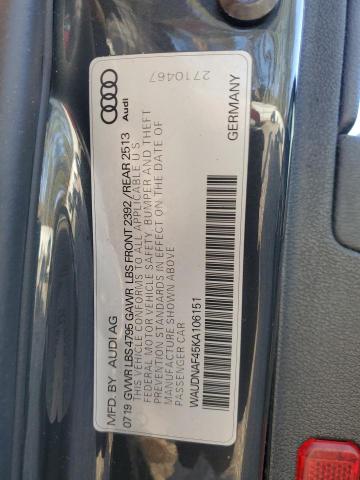 MFD. BY AUDI AG
07 19 GVWR LBS 4795 GAWR LBS FRONT 2392 /REAR 2513
THIS VEHICLE CONFORMS TO ALL APPLICABLE U S
FEDERAL MOTOR VEHICLE SAFETY, BUMPER AND THEFT
PREVENTION STANDARDS IN EFFECT ON THE DATE OF
MANUFACTURE SHOWN ABOVE
PASSENGER CAR
WAUDNAF45KA106151
GERMANY
Audi
2710467